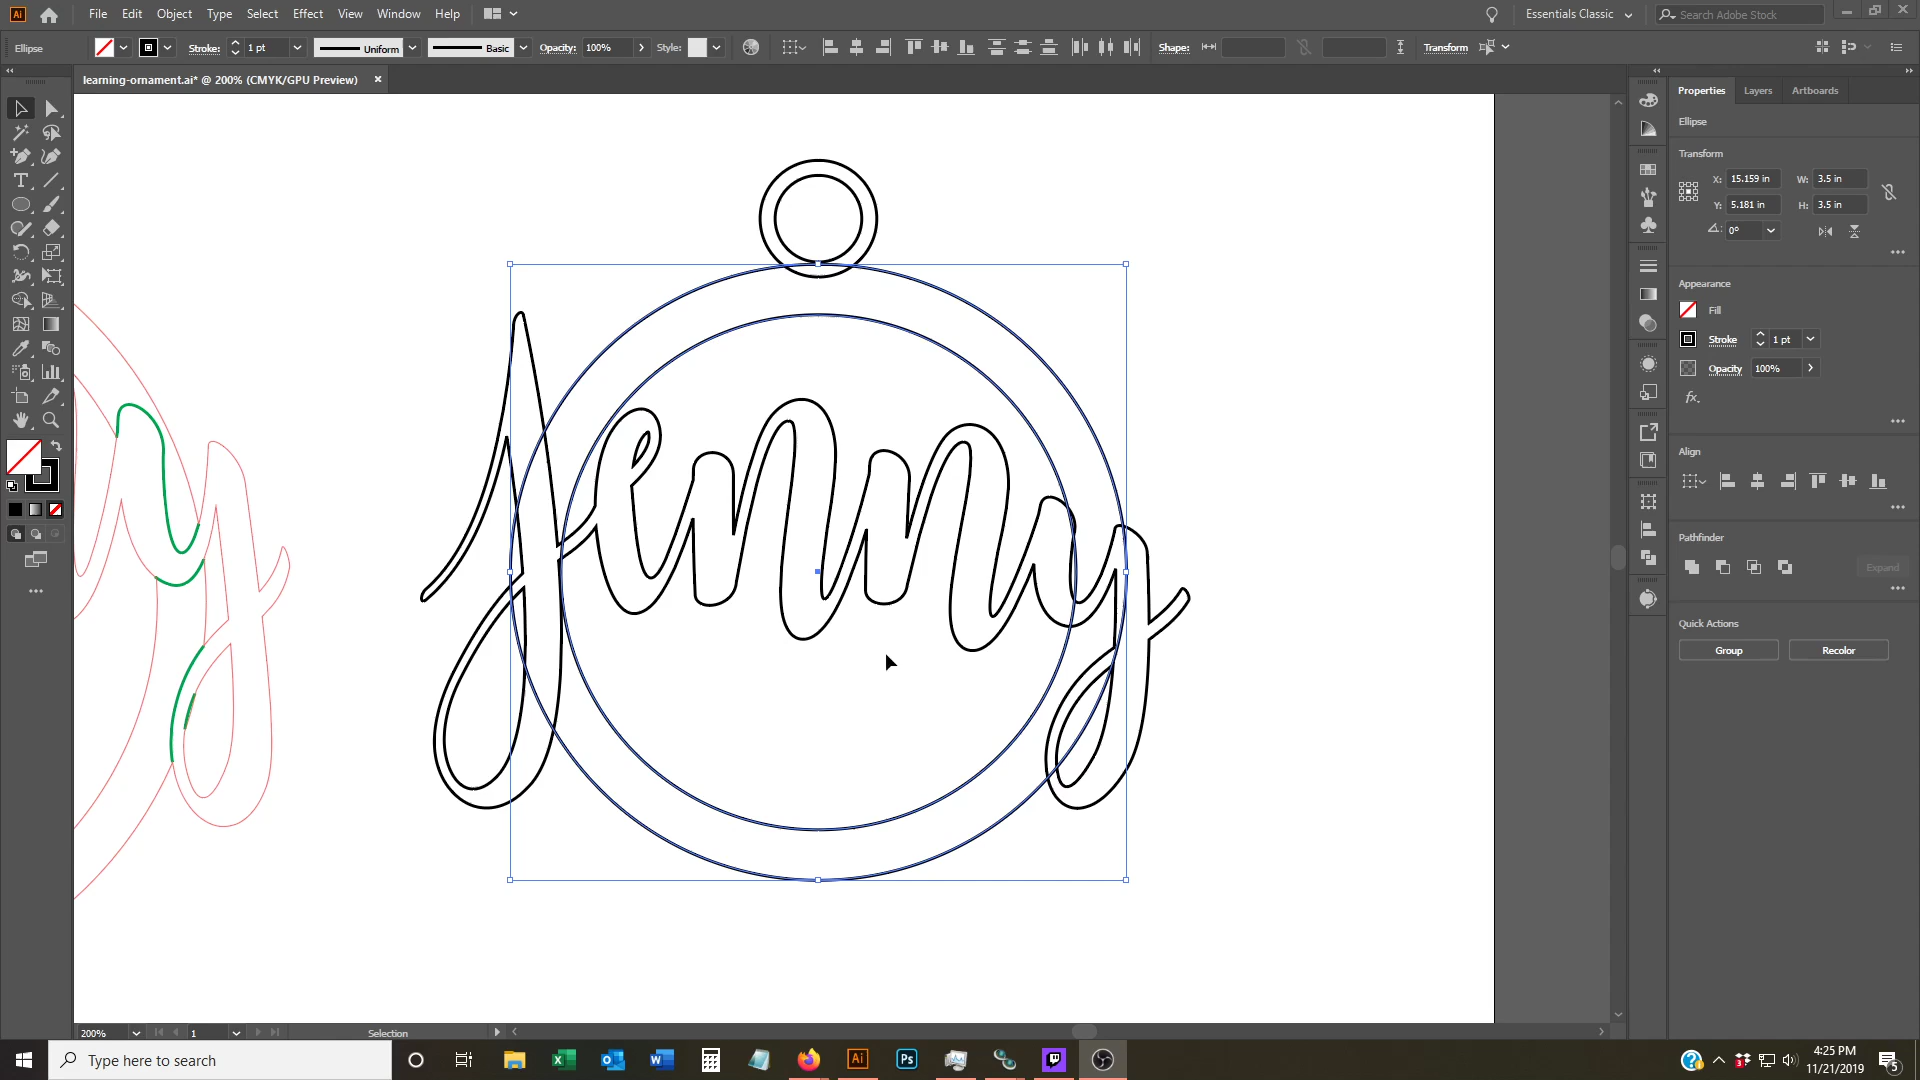 Ai File Edit Object Type Select Effect View Window Help Essentials Classic Search Adobe Stock
Ellipse Stroke: 1 pt Uniform Basic Opacity: 100% Style: Shape: Transform
learning-ornament.ai* @ 200% (CMYK/GPU Preview) ×
Properties Layers Artboards
Ellipse
Transform
X: 15.159 in W: 3.5 in
Y: 5.181 in H: 3.5 in
0°
Appearance
Fill
Stroke 1 pt
Opacity 100%
fx.
Align
Pathfinder
Expand
Quick Actions
Group Recolor
Jenny
200% 1 Selection
Type here to search
Ai Ps
4:25 PM
11/21/2019
5